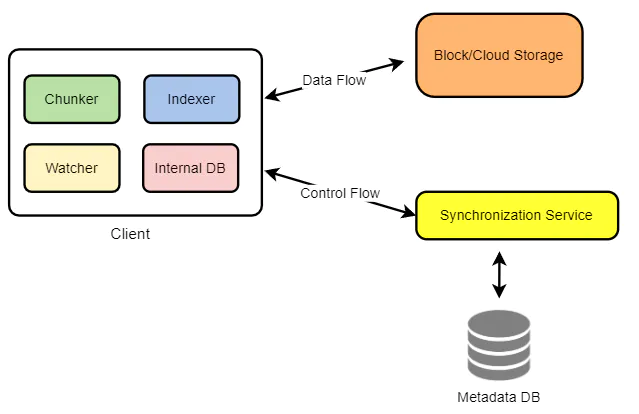 Block/Cloud Storage
Data Flow
Chunker
Indexer
Watcher
Internal DB
Control Flow
Synchronization Service
Client
Metadata DB